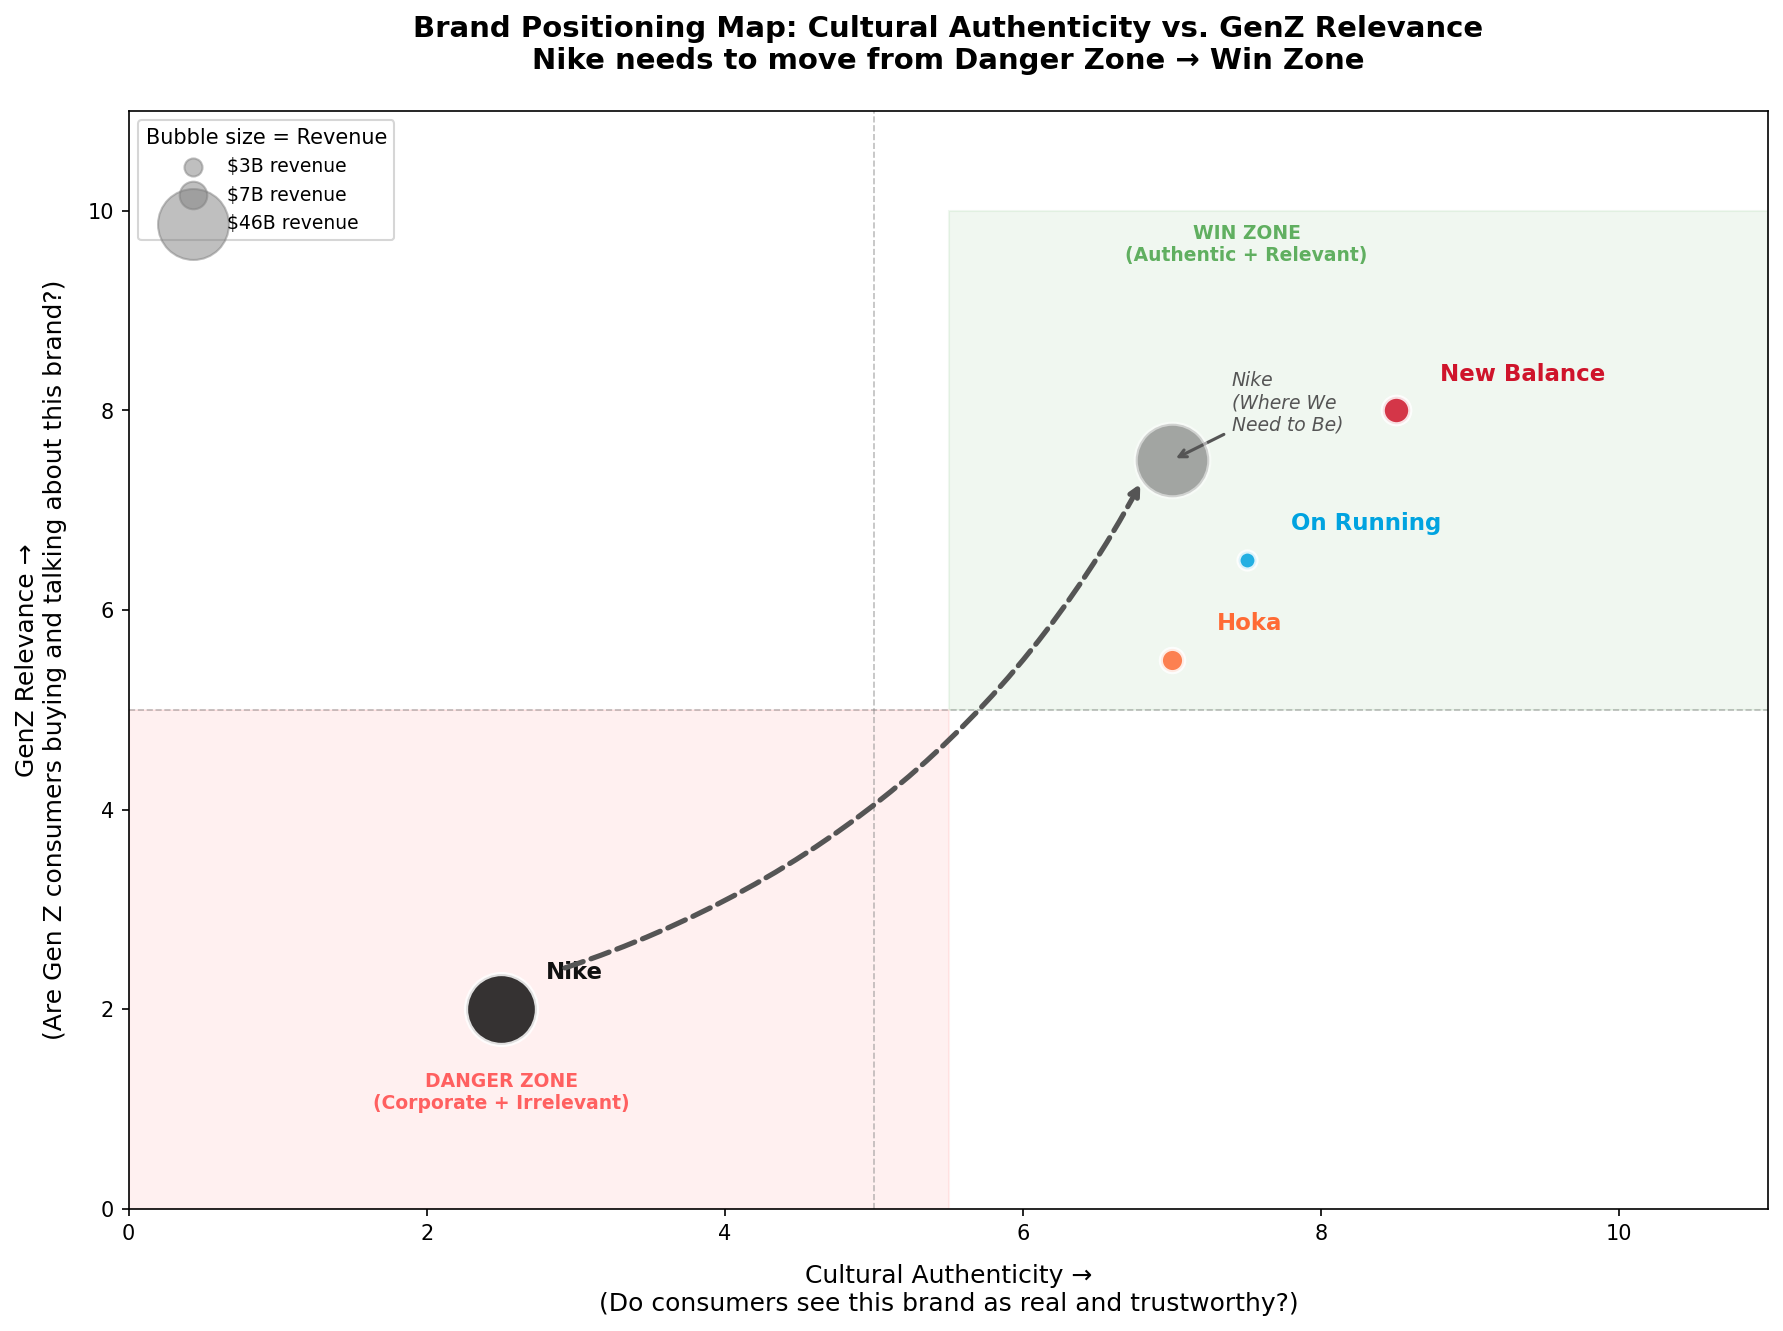 Brand Positioning Map: Cultural Authenticity vs. GenZ Relevance
Nike needs to move from Danger Zone → Win Zone
Bubble size = Revenue
$3B revenue
$7B revenue
$46B revenue
WIN ZONE
(Authentic + Relevant)
Nike
(Where We
Need to Be)
New Balance
On Running
Hoka
Nike
DANGER ZONE
(Corporate + Irrelevant)
GenZ Relevance →
(Are Gen Z consumers buying and talking about this brand?)
10
8
6
4
2
0
0
2
4
6
8
10
Cultural Authenticity →
(Do consumers see this brand as real and trustworthy?)